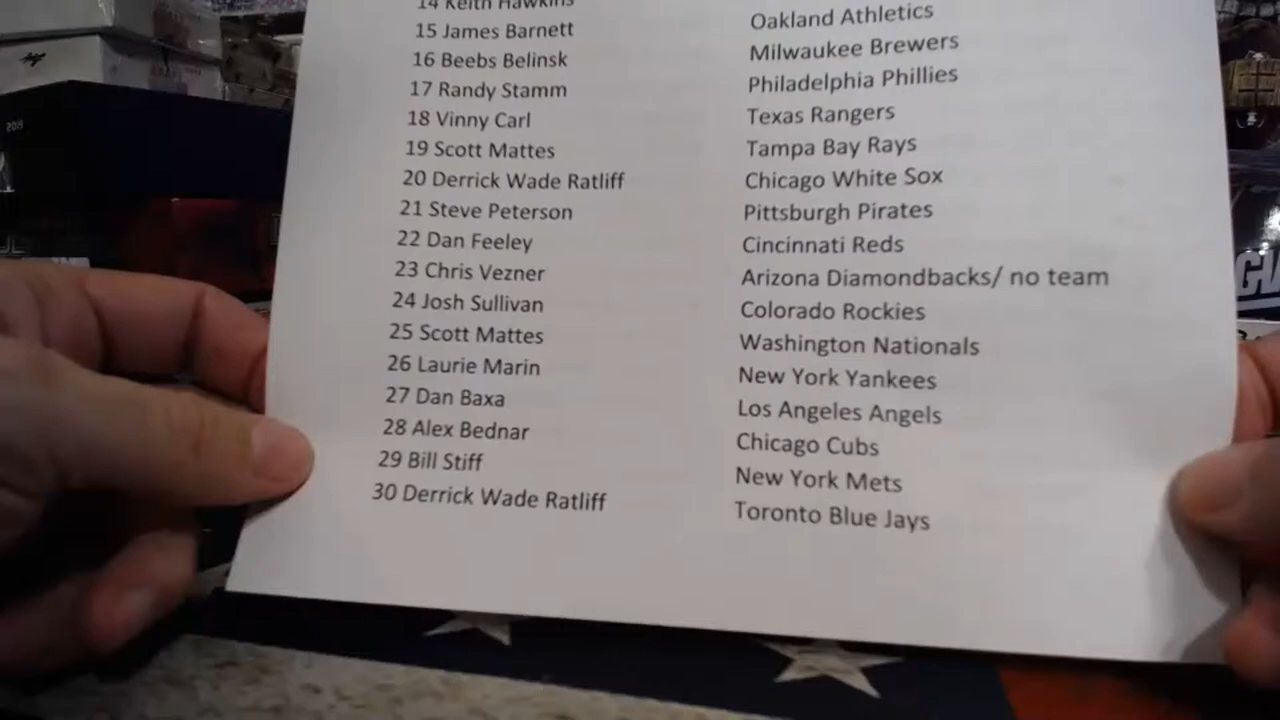 14 Keith Hawkins Oakland Athletics
15 James Barnett Milwaukee Brewers
16 Beebs Belinsk Philadelphia Phillies
17 Randy Stamm Texas Rangers
18 Vinny Carl Tampa Bay Rays
19 Scott Mattes Chicago White Sox
20 Derrick Wade Ratliff Pittsburgh Pirates
21 Steve Peterson Cincinnati Reds
22 Dan Feeley Arizona Diamondbacks/ no team
23 Chris Vezner Colorado Rockies
24 Josh Sullivan Washington Nationals
25 Scott Mattes New York Yankees
26 Laurie Marin Los Angeles Angels
27 Dan Baxa Chicago Cubs
28 Alex Bednar New York Mets
29 Bill Stiff Toronto Blue Jays
30 Derrick Wade Ratliff